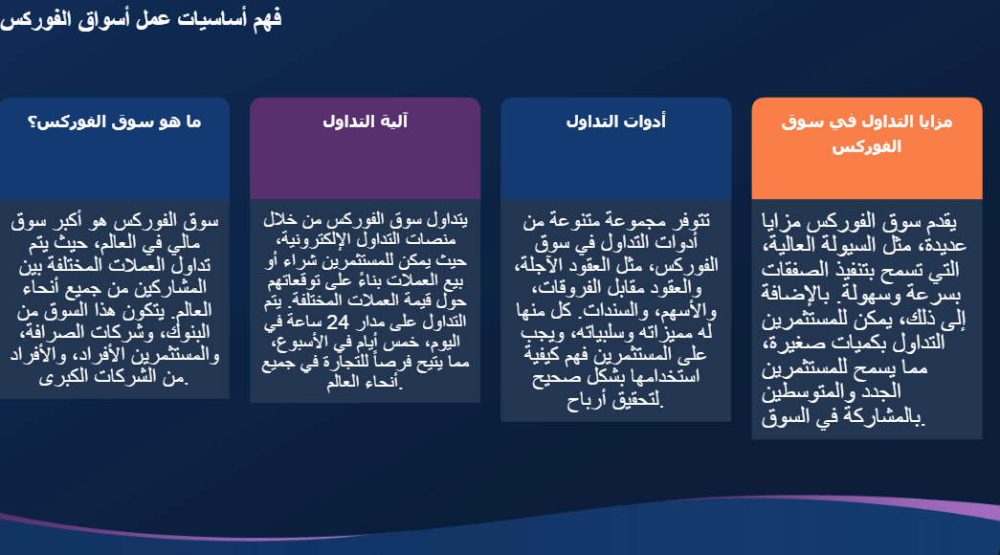 فهم أساسيات عمل أسواق الفوركس
ما هو سوق الفوركس؟
سوق الفوركس هو أكبر سوق
مالي في العالم، حيث يتم
تداول العملات المختلفة بين
المشاركين من جميع أنحاء
العالم. يتكون هذا السوق من
البنوك، وشركات الصرافة،
والمستثمرين الأفراد، والأفراد
من الشركات الكبرى.
آلية التداول
يتداول سوق الفوركس من خلال
منصات التداول الإلكترونية،
حيث يمكن للمستثمرين شراء أو
بيع العملات بناءً على توقعاتهم
حول قيمة العملات المختلفة. يتم
التداول على مدار 24 ساعة في
اليوم، خمس أيام في الأسبوع،
مما يتيح فرصاً للتجارة في جميع
أنحاء العالم.
أدوات التداول
تتوفر مجموعة متنوعة من
أدوات التداول في سوق
الفوركس، مثل العقود الآجلة،
والعقود مقابل الفروقات،
والأسهم، والسندات. كل منها
له مميزاته وسلبياته، ويجب
على المستثمرين فهم كيفية
استخدامها بشكل صحيح
لتحقيق أرباح.
مزايا التداول في سوق
الفوركس
يقدم سوق الفوركس مزايا
عديدة، مثل السيولة العالية،
التي تسمح بتنفيذ الصفقات
بسرعة وسهولة. بالإضافة
إلى ذلك، يمكن للمستثمرين
التداول بكميات صغيرة،
مما يسمح للمستثمرين
الجدد والمتوسطين
بالمشاركة في السوق.